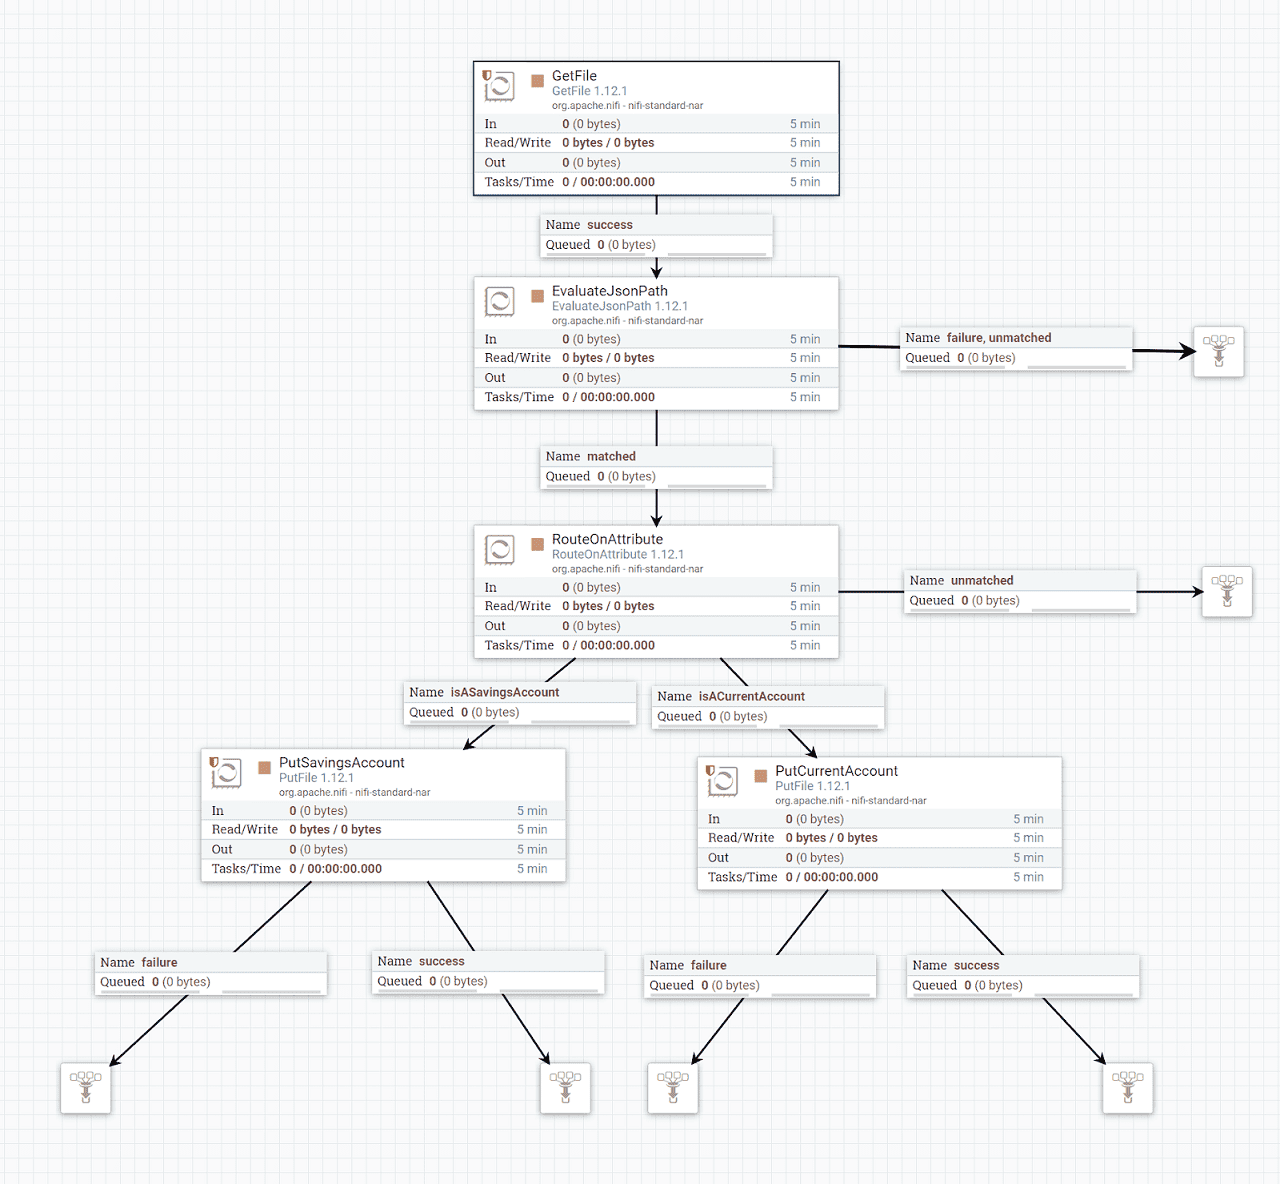 GetFile
GetFile 1.12.1
org.apache.nifi - nifi-standard-nar
In 0 (0 bytes) 5 min
Read/Write 0 bytes / 0 bytes 5 min
Out 0 (0 bytes) 5 min
Tasks/Time 0 / 00:00:00.000 5 min
Name success
Queued 0 (0 bytes)
EvaluateJsonPath
EvaluateJsonPath 1.12.1
org.apache.nifi - nifi-standard-nar
In 0 (0 bytes) 5 min
Read/Write 0 bytes / 0 bytes 5 min
Out 0 (0 bytes) 5 min
Tasks/Time 0 / 00:00:00.000 5 min
Name failure, unmatched
Queued 0 (0 bytes)
Name matched
Queued 0 (0 bytes)
RouteOnAttribute
RouteOnAttribute 1.12.1
org.apache.nifi - nifi-standard-nar
In 0 (0 bytes) 5 min
Read/Write 0 bytes / 0 bytes 5 min
Out 0 (0 bytes) 5 min
Tasks/Time 0 / 00:00:00.000 5 min
Name unmatched
Queued 0 (0 bytes)
Name isASavingsAccount
Queued 0 (0 bytes)
Name isACurrentAccount
Queued 0 (0 bytes)
PutSavingsAccount
PutFile 1.12.1
org.apache.nifi - nifi-standard-nar
In 0 (0 bytes) 5 min
Read/Write 0 bytes / 0 bytes 5 min
Out 0 (0 bytes) 5 min
Tasks/Time 0 / 00:00:00.000 5 min
PutCurrentAccount
PutFile 1.12.1
org.apache.nifi - nifi-standard-nar
In 0 (0 bytes) 5 min
Read/Write 0 bytes / 0 bytes 5 min
Out 0 (0 bytes) 5 min
Tasks/Time 0 / 00:00:00.000 5 min
Name failure
Queued 0 (0 bytes)
Name success
Queued 0 (0 bytes)
Name failure
Queued 0 (0 bytes)
Name success
Queued 0 (0 bytes)